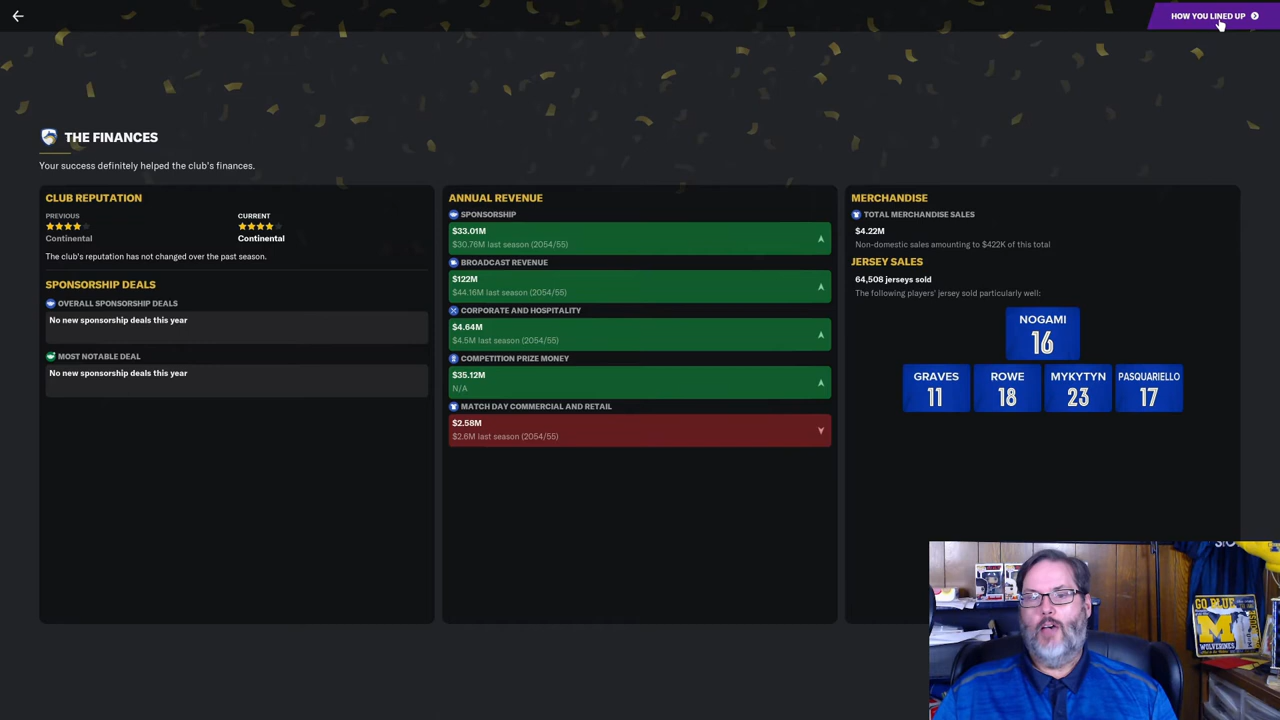 HOW YOU LINED UP
THE FINANCES
Your success definitely helped the club's finances.
CLUB REPUTATION
PREVIOUS
CURRENT
Continental
Continental
The club's reputation has not changed over the past season.
SPONSORSHIP DEALS
OVERALL SPONSORSHIP DEALS
No new sponsorship deals this year
MOST NOTABLE DEAL
No new sponsorship deals this year
ANNUAL REVENUE
SPONSORSHIP
$33.01M
$30.76M last season (2054/55)
BROADCAST REVENUE
$122M
$44.16M last season (2054/55)
CORPORATE AND HOSPITALITY
$4.64M
$4.5M last season (2054/55)
COMPETITION PRIZE MONEY
$35.12M
N/A
MATCH DAY COMMERCIAL AND RETAIL
$2.58M
$2.6M last season (2054/55)
MERCHANDISE
TOTAL MERCHANDISE SALES
$4.22M
Non-domestic sales amounting to $422K of this total
JERSEY SALES
64,508 jerseys sold
The following players' jersey sold particularly well:
NOGAMI
16
GRAVES
11
ROWE
18
MYKYTYN
23
PASQUARIELLO
17
GO BLUE
M
WOLVERINES